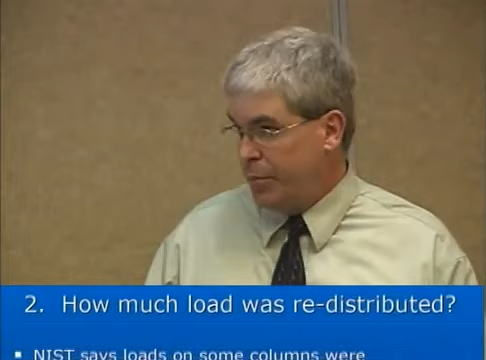 2. How much load was re-distributed?
▪ NIST says loads on some columns were